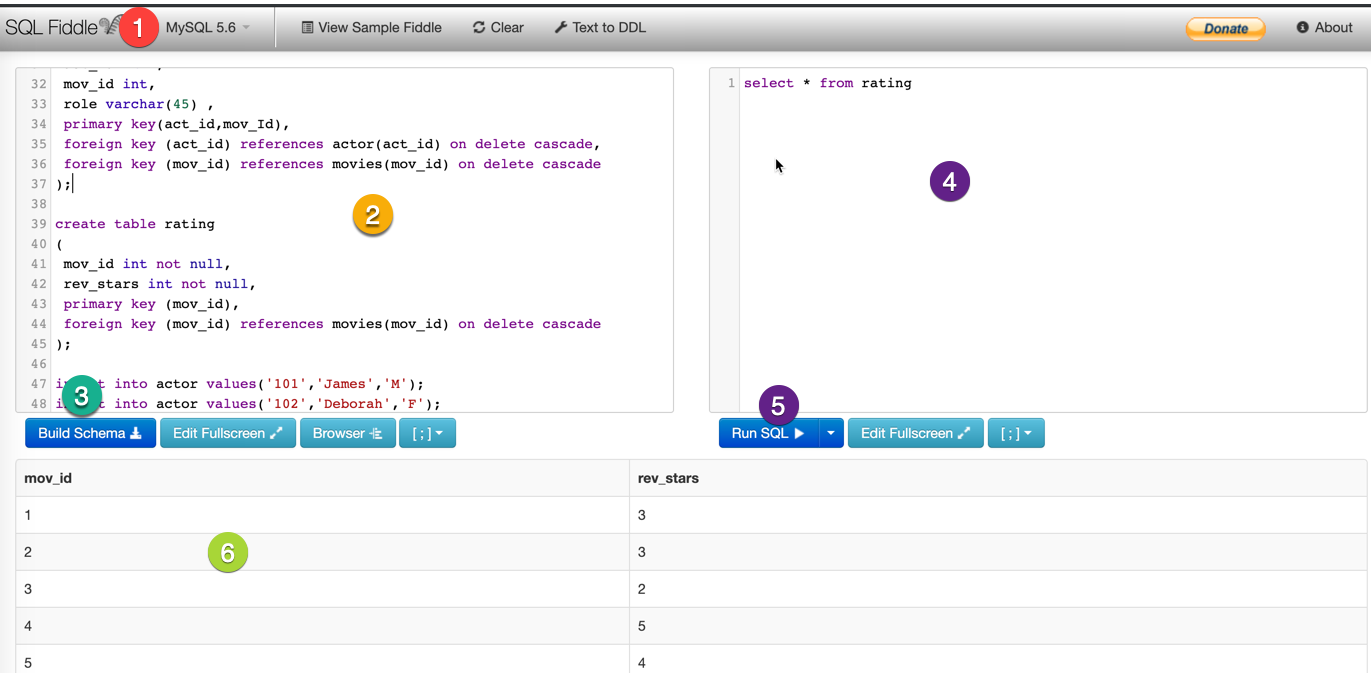 SQL Fiddle 1 MySQL 5.6 View Sample Fiddle Clear Text to DDL Donate About
32 mov_id int,
33 role varchar(45) ,
34 primary key(act_id,mov_Id),
35 foreign key (act_id) references actor(act_id) on delete cascade,
36 foreign key (mov_id) references movies(mov_id) on delete cascade
37 );
38
39 create table rating
40 (
41 mov_id int not null,
42 rev_stars int not null,
43 primary key (mov_id),
44 foreign key (mov_id) references movies(mov_id) on delete cascade
45 );
46
47 into actor values('101','James','M');
48 into actor values('102','Deborah','F');
2
3
Build Schema Edit Fullscreen Browser [;]
1 select * from rating
4
5
Run SQL Edit Fullscreen [;]
mov_id rev_stars
1 3
2 3
6
3 2
4 5
5 4